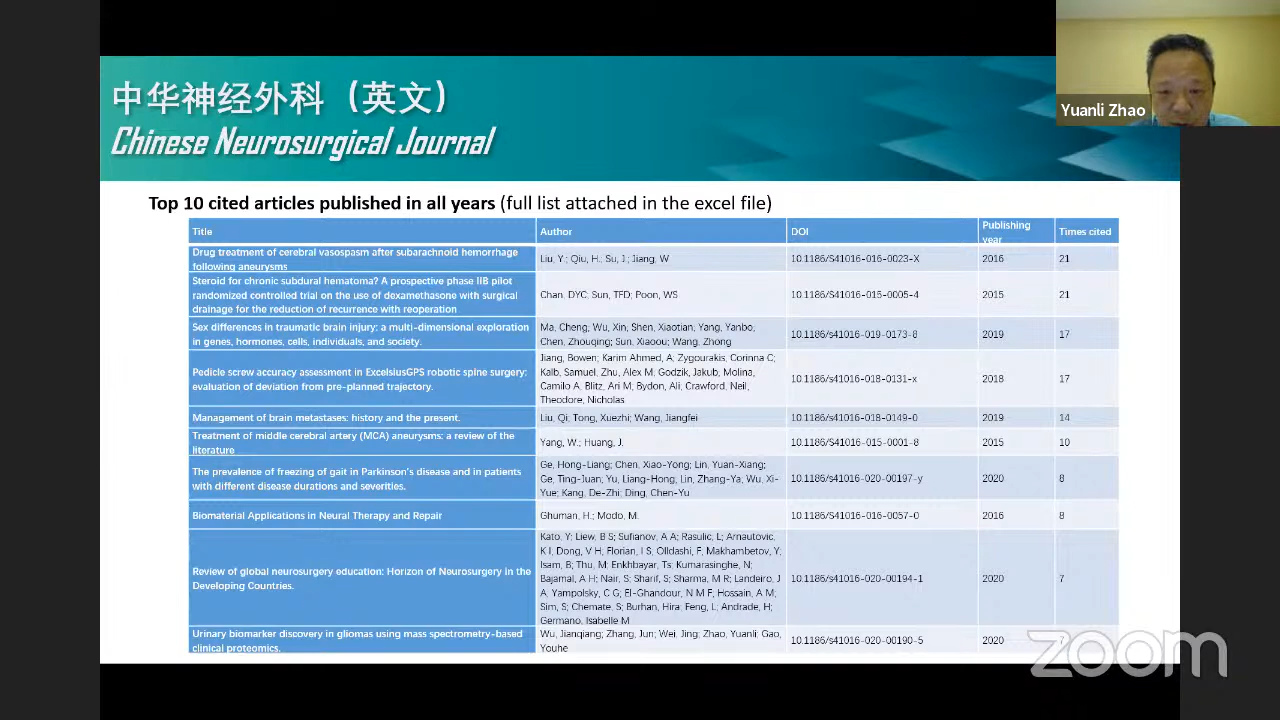 中华神经外科（英文）
Chinese Neurosurgical Journal
Yuanli Zhao
Top 10 cited articles published in all years (full list attached in the excel file)
Title Author DOI Publishing year Times cited
Drug treatment of cerebral vasospasm after subarachnoid hemorrhage
following aneurysms
Liu, Y; Qiu, H; Su, J; Jiang, W
10.1186/S41016-016-0023-X
2016
21
Steroid for chronic subdural hematoma? A prospective phase IIB pilot
randomized controlled trial on the use of dexamethasone with surgical
drainage for the reduction of recurrence with reoperation
Chan, DYC; Sun, TFD; Poon, WS
10.1186/S41016-015-0005-4
2015
21
Sex differences in traumatic brain injury: a multi-dimensional exploration
in genes, hormones, cells, individuals, and society.
Ma, Cheng, Wu, Xin, Shen, Xiaotian, Yang, Yanbo,
Chen, Zhouqing; Sun, Xiaoou; Wang, Zhong
10.1186/s41016-019-0173-8
2019
17
Pedicle screw accuracy assessment in ExcelsiusGPS robotic spine surgery:
evaluation of deviation from pre-planned trajectory.
Jiang, Bowen; Karim Ahmed, A; Zygourakis, Corinna C;
Kalb, Samuel, Zhu, Alex M; Godzik, Jakub, Molina,
Camilo A, Blitz, Ari M; Bydon, Ali, Crawford, Neil,
Theodore, Nicholas
10.1186/s41016-018-0131-x
2018
17
Management of brain metastases: history and the present.
Liu, Qi, Tong, Xuezhi; Wang, Jiangfei
10.1186/s41016-018-0149-0
2019
14
Treatment of middle cerebral artery (MCA) aneurysms: a review of the
literature
Yang, W.; Huang, J.
10.1186/s41016-015-0001-8
2015
10
The prevalence of freezing of gait in Parkinson's disease and in patients
with different disease durations and severities.
Ge, Hong-Liang; Chen, Xiao-Yong; Lin, Yuan-Xiang;
Ge, Ting-Juan; Yu, Liang-Hong; Lin, Zhang-Ya; Wu, Xi-
Yue; Kang, De-Zhi; Ding, Chen-Yu
10.1186/s41016-020-00197-y
2020
8
Biomaterial Applications in Neural Therapy and Repair
Ghuman, H.; Modo, M.
10.1186/S41016-016-0057-0
2016
8
Review of global neurosurgery education: Horizon of Neurosurgery in the
Developing Countries.
Kato, Y; Liew, B S; Sufianov, A A; Rasulic, L; Arnautovic,
K I, Dong, V H; Florian, I S; Olldashi, F, Makhambetov, Y;
Isam, B; Thu, M; Enkhbayar, Ts; Kumarasinghe, N;
Bajamal, A H; Nair, S; Sharif, S; Sharma, M R; Landeiro, J
A; Yampolsky, C G; El-Ghandour, N M F, Hossain, A M;
Sim, S; Chemate, S; Burhan, Hira; Feng, L; Andrade, H;
Germano, Isabelle M
10.1186/s41016-020-00194-1
2020
7
Urinary biomarker discovery in gliomas using mass spectrometry-based
clinical proteomics.
Wu, Jianqiang; Zhang, Jun; Wei, Jing; Zhao, Yuanli; Gao,
Youhe
10.1186/s41016-020-00190-5
2020
7
zoom